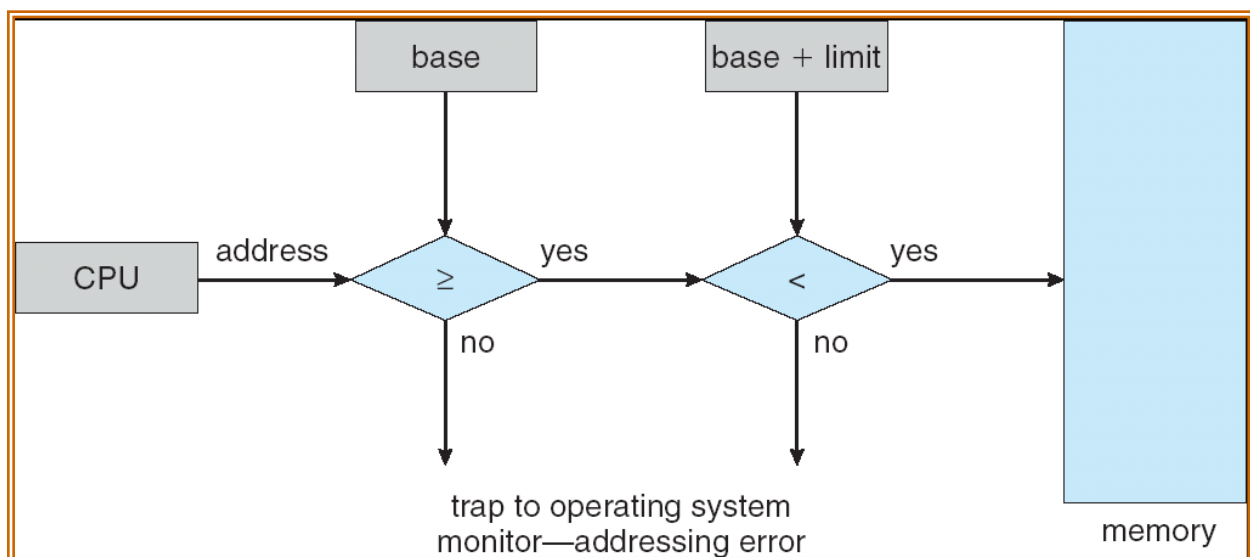 base
base + limit
CPU
address
≥
yes
<
yes
no
no
trap to operating system
monitor—addressing error
memory